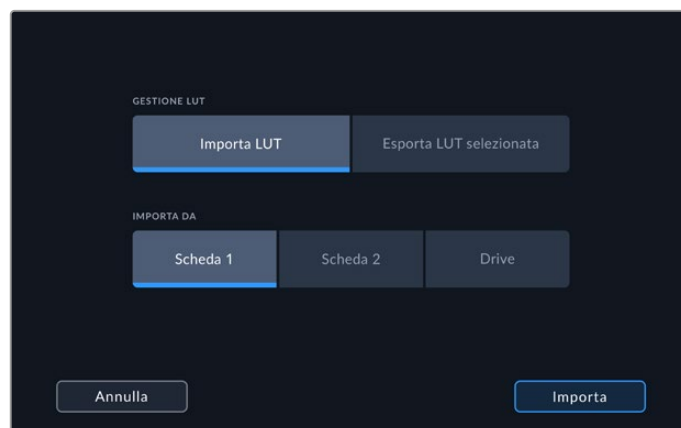 GESTIONE LUT
Importa LUT Esporta LUT selezionata
IMPORTA DA
Scheda 1 Scheda 2 Drive
Annulla Importa